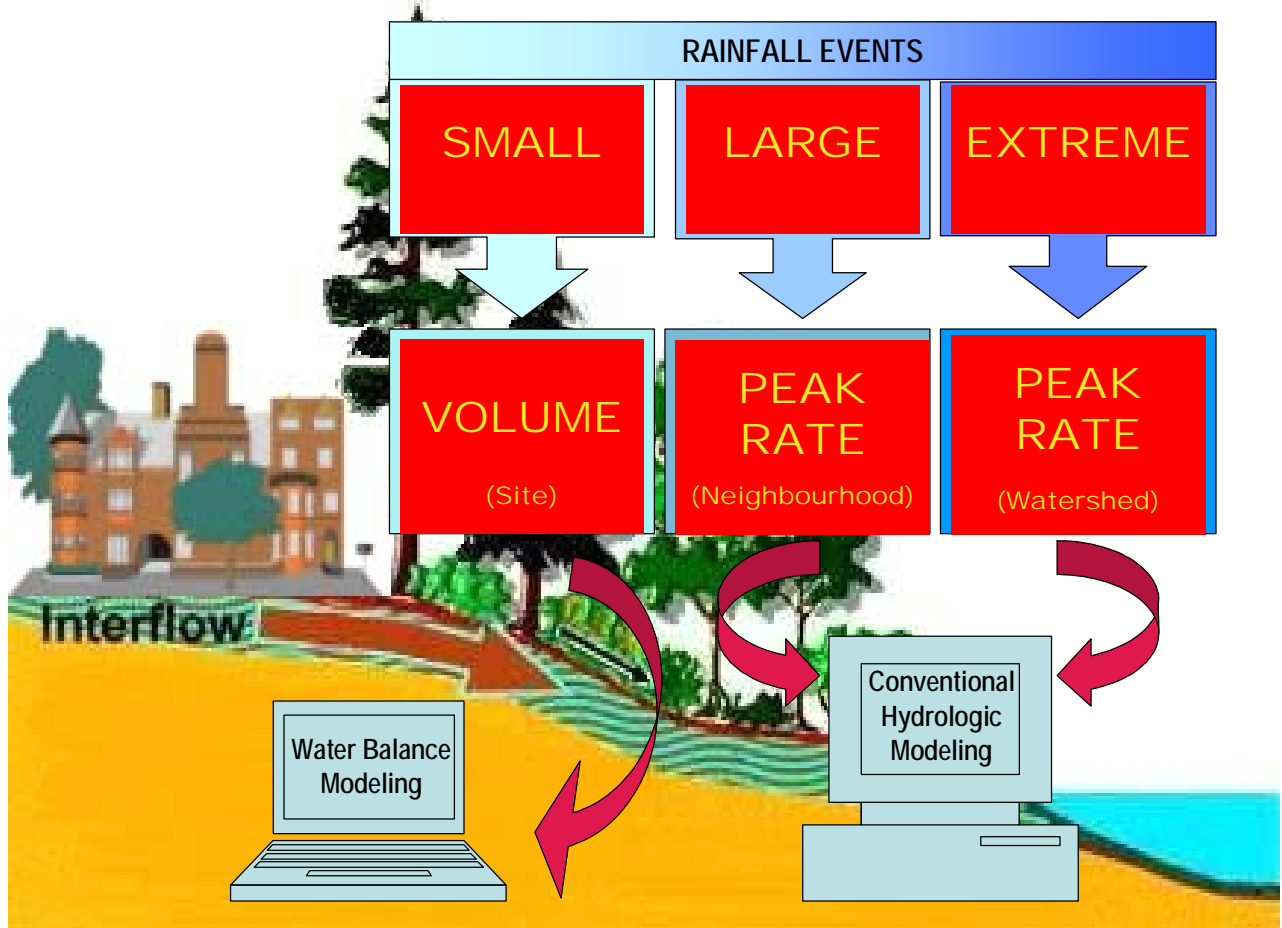 RAINFALL EVENTS
SMALL
LARGE
EXTREME
VOLUME
(Site)
PEAK
RATE
(Neighbourhood)
PEAK
RATE
(Watershed)
Interflow
Water Balance
Modeling
Conventional
Hydrologic
Modeling